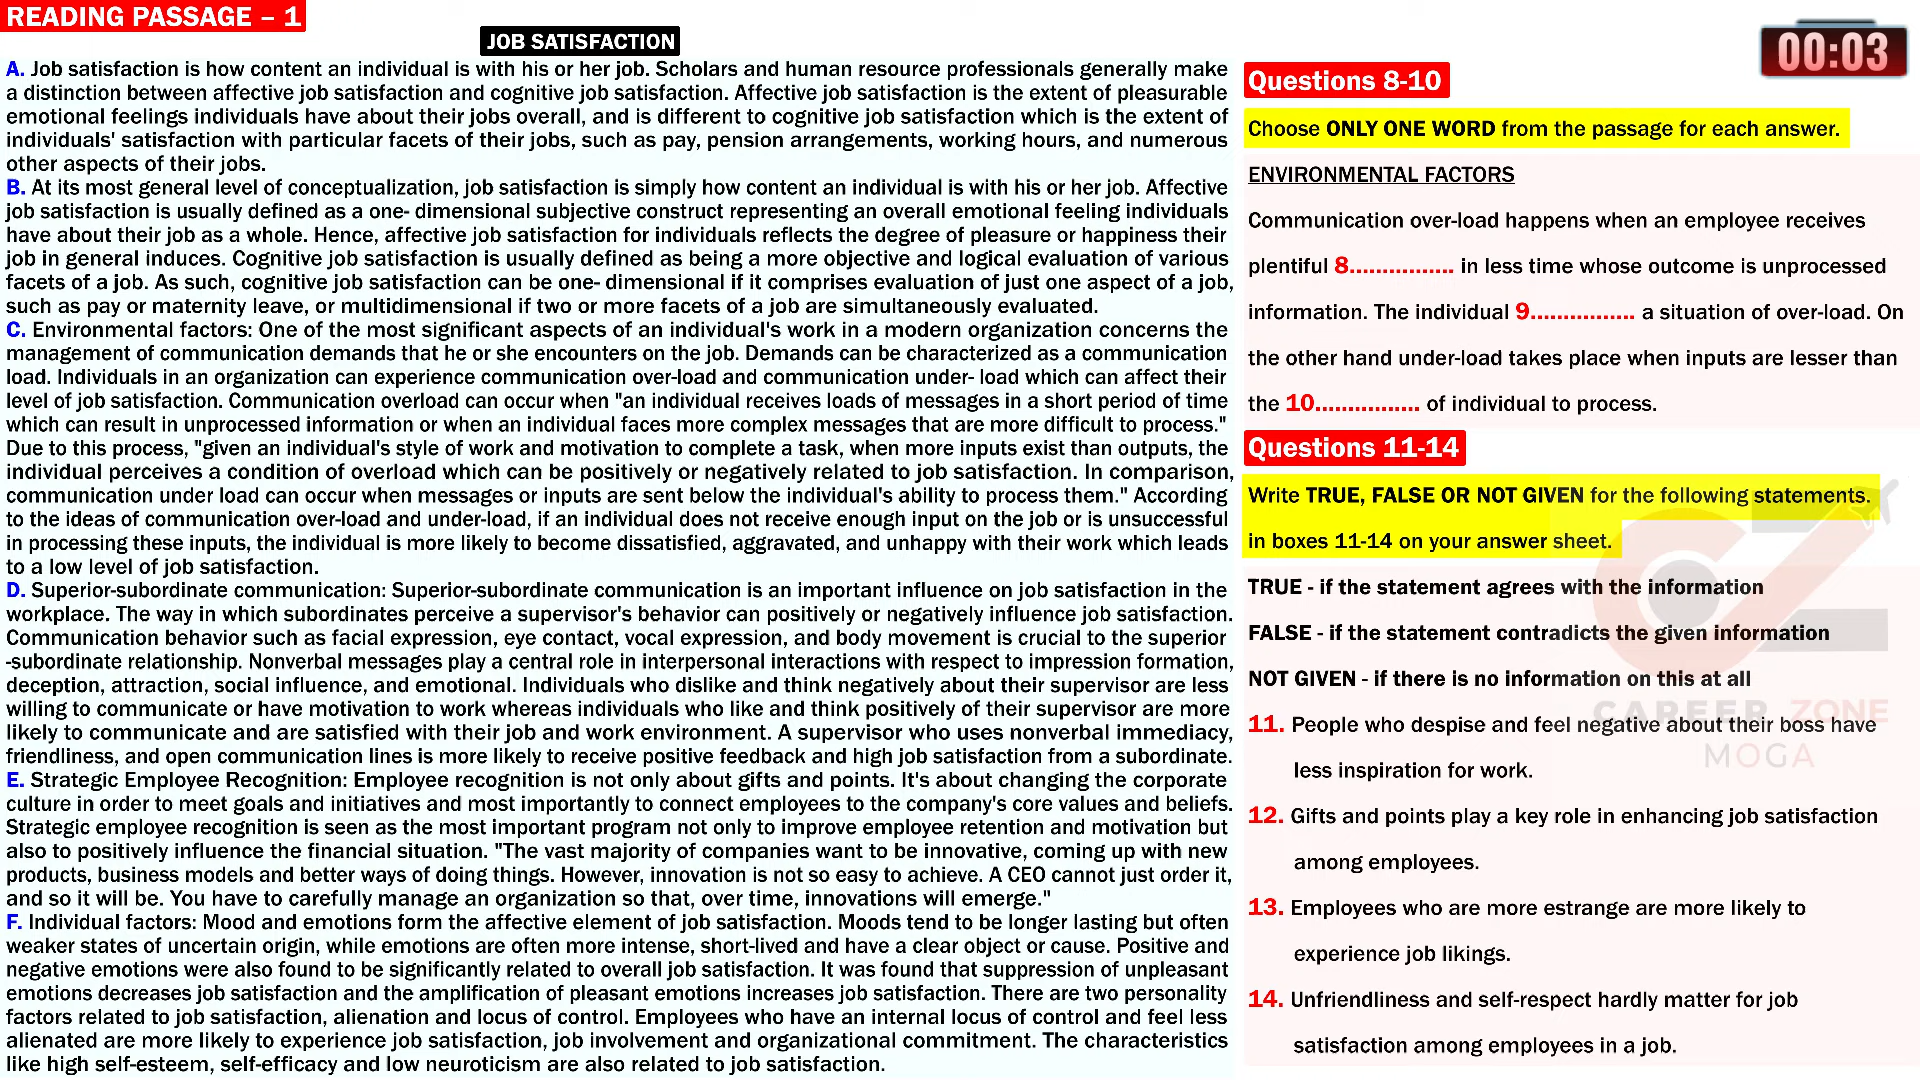 READING PASSAGE – 1
JOB SATISFACTION
A. Job satisfaction is how content an individual is with his or her job. Scholars and human resource professionals generally make
a distinction between affective job satisfaction and cognitive job satisfaction. Affective job satisfaction is the extent of pleasurable
emotional feelings individuals have about their jobs overall, and is different to cognitive job satisfaction which is the extent of
individuals' satisfaction with particular facets of their jobs, such as pay, pension arrangements, working hours, and numerous
other aspects of their jobs.
B. At its most general level of conceptualization, job satisfaction is simply how content an individual is with his or her job. Affective
job satisfaction is usually defined as a one- dimensional subjective construct representing an overall emotional feeling individuals
have about their job as a whole. Hence, affective job satisfaction for individuals reflects the degree of pleasure or happiness their
job in general induces. Cognitive job satisfaction is usually defined as being a more objective and logical evaluation of various
facets of a job. As such, cognitive job satisfaction can be one- dimensional if it comprises evaluation of just one aspect of a job,
such as pay or maternity leave, or multidimensional if two or more facets of a job are simultaneously evaluated.
C. Environmental factors: One of the most significant aspects of an individual's work in a modern organization concerns the
management of communication demands that he or she encounters on the job. Demands can be characterized as a communication
load. Individuals in an organization can experience communication over-load and communication under- load which can affect their
level of job satisfaction. Communication overload can occur when "an individual receives loads of messages in a short period of time
which can result in unprocessed information or when an individual faces more complex messages that are more difficult to process."
Due to this process, "given an individual's style of work and motivation to complete a task, when more inputs exist than outputs, the
individual perceives a condition of overload which can be positively or negatively related to job satisfaction. In comparison,
communication under load can occur when messages or inputs are sent below the individual's ability to process them." According
to the ideas of communication over-load and under-load, if an individual does not receive enough input on the job or is unsuccessful
in processing these inputs, the individual is more likely to become dissatisfied, aggravated, and unhappy with their work which leads
to a low level of job satisfaction.
D. Superior-subordinate communication: Superior-subordinate communication is an important influence on job satisfaction in the
workplace. The way in which subordinates perceive a supervisor's behavior can positively or negatively influence job satisfaction.
Communication behavior such as facial expression, eye contact, vocal expression, and body movement is crucial to the superior
-subordinate relationship. Nonverbal messages play a central role in interpersonal interactions with respect to impression formation,
deception, attraction, social influence, and emotional. Individuals who dislike and think negatively about their supervisor are less
willing to communicate or have motivation to work whereas individuals who like and think positively of their supervisor are more
likely to communicate and are satisfied with their job and work environment. A supervisor who uses nonverbal immediacy,
friendliness, and open communication lines is more likely to receive positive feedback and high job satisfaction from a subordinate.
E. Strategic Employee Recognition: Employee recognition is not only about gifts and points. It's about changing the corporate
culture in order to meet goals and initiatives and most importantly to connect employees to the company's core values and beliefs.
Strategic employee recognition is seen as the most important program not only to improve employee retention and motivation but
also to positively influence the financial situation. "The vast majority of companies want to be innovative, coming up with new
products, business models and better ways of doing things. However, innovation is not so easy to achieve. A CEO cannot just order it,
and so it will be. You have to carefully manage an organization so that, over time, innovations will emerge."
F. Individual factors: Mood and emotions form the affective element of job satisfaction. Moods tend to be longer lasting but often
weaker states of uncertain origin, while emotions are often more intense, short-lived and have a clear object or cause. Positive and
negative emotions were also found to be significantly related to overall job satisfaction. It was found that suppression of unpleasant
emotions decreases job satisfaction and the amplification of pleasant emotions increases job satisfaction. There are two personality
factors related to job satisfaction, alienation and locus of control. Employees who have an internal locus of control and feel less
alienated are more likely to experience job satisfaction, job involvement and organizational commitment. The characteristics
like high self-esteem, self-efficacy and low neuroticism are also related to job satisfaction.
00:03
Questions 8-10
Choose ONLY ONE WORD from the passage for each answer.
ENVIRONMENTAL FACTORS
Communication over-load happens when an employee receives
plentiful 8................ in less time whose outcome is unprocessed
information. The individual 9................ a situation of over-load. On
the other hand under-load takes place when inputs are lesser than
the 10................ of individual to process.
Questions 11-14
Write TRUE, FALSE OR NOT GIVEN for the following statements.
in boxes 11-14 on your answer sheet.
TRUE - if the statement agrees with the information
FALSE - if the statement contradicts the given information
NOT GIVEN - if there is no information on this at all
CAREER ZONE
MOGA
11. People who despise and feel negative about their boss have
less inspiration for work.
12. Gifts and points play a key role in enhancing job satisfaction
among employees.
13. Employees who are more estrange are more likely to
experience job likings.
14. Unfriendliness and self-respect hardly matter for job
satisfaction among employees in a job.